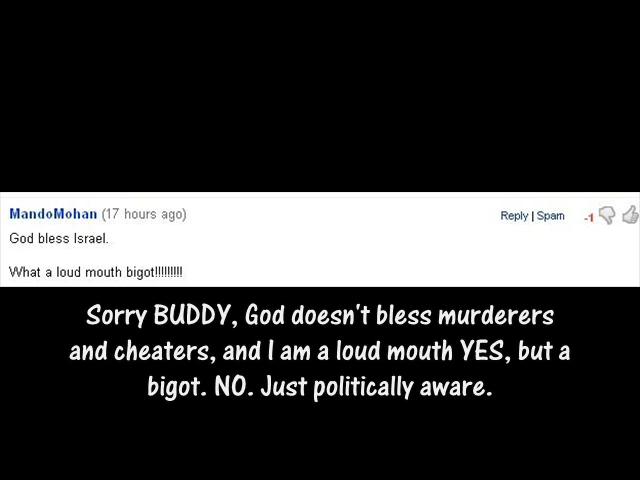 MandoMohan (17 hours ago)
Reply | Spam
-1
God bless Israel.
What a loud mouth bigot!!!!!!!!!
Sorry BUDDY, God doesn't bless murderers
and cheaters, and I am a loud mouth YES, but a
bigot. NO. Just politically aware.